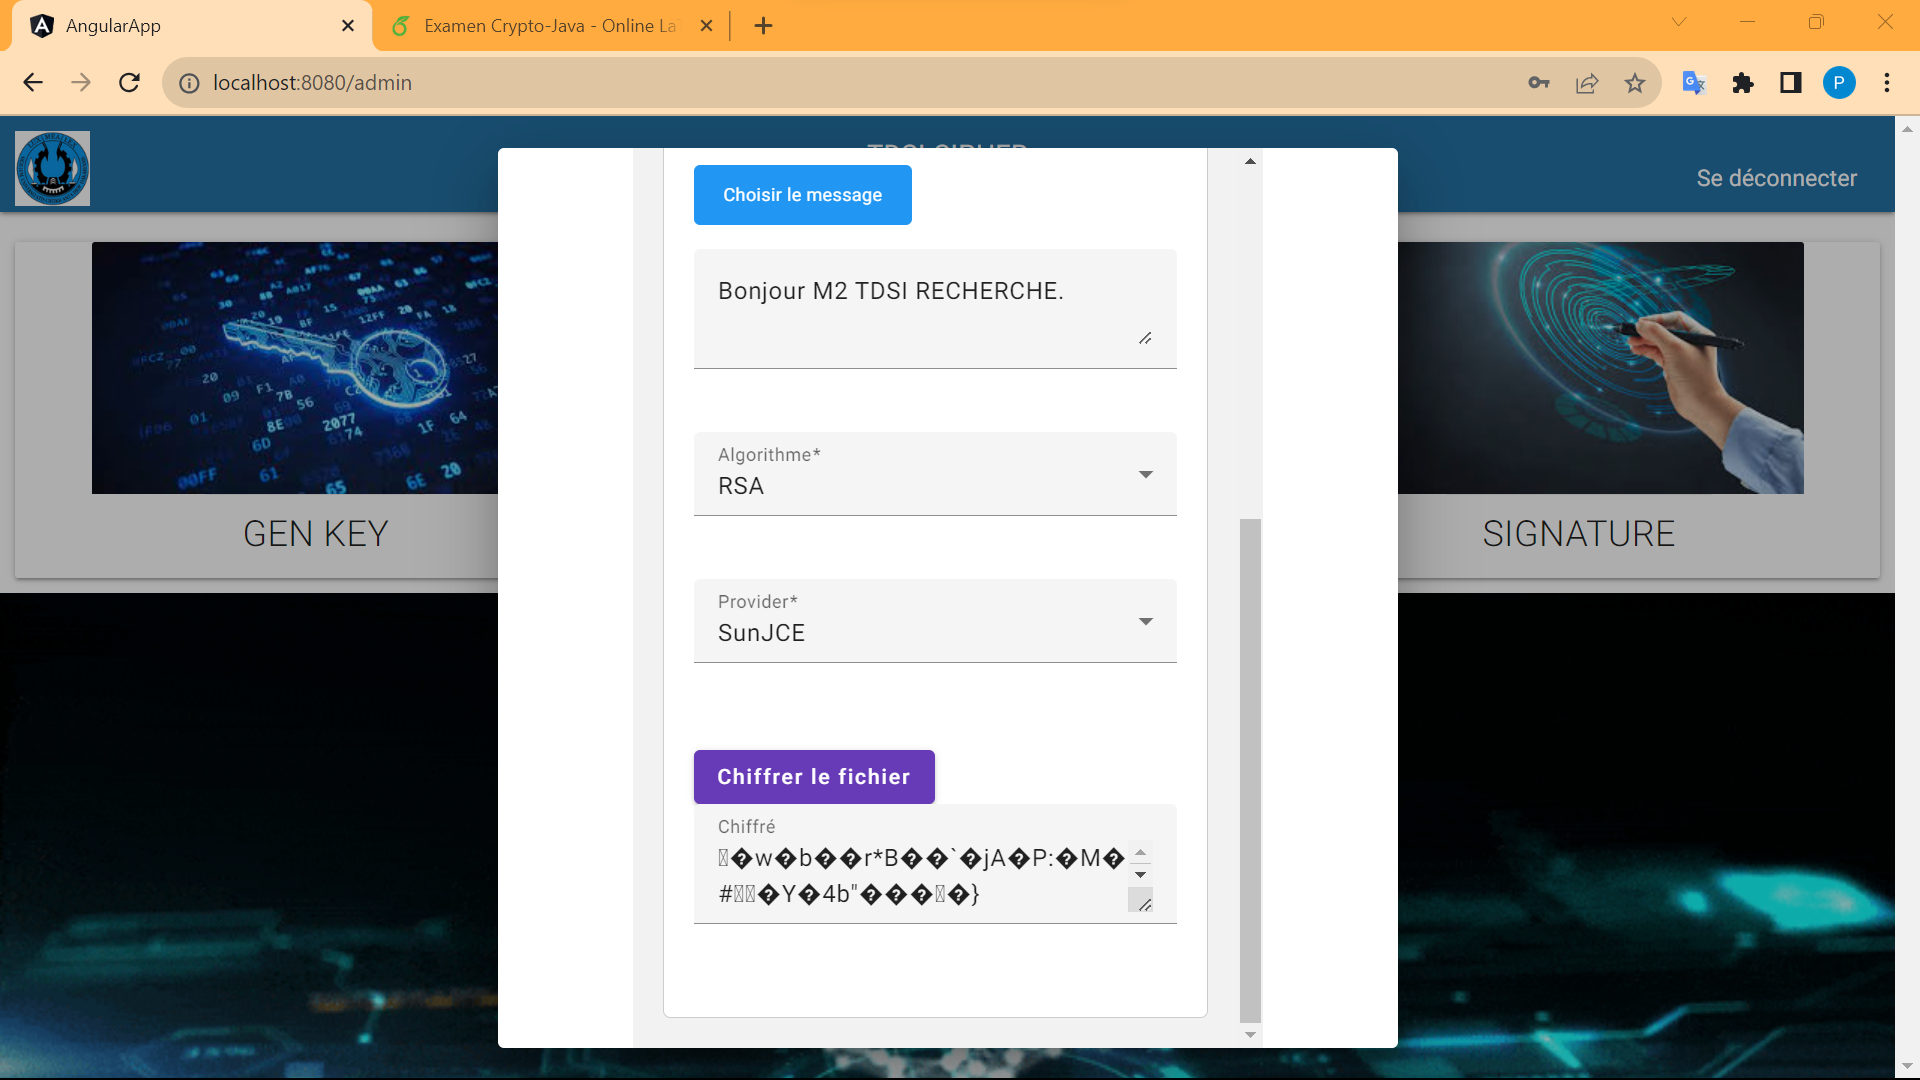 AngularApp
Examen Crypto-Java - Online La
localhost:8080/admin
P
Se déconnecter
Choisir le message
Bonjour M2 TDSI RECHERCHE.
Algorithme*
RSA
Provider*
SunJCE
Chiffrer le fichier
Chiffré
�w�b��r*B��`�jA�P:�M�
#�Y�4b"����}
GEN KEY
SIGNATURE